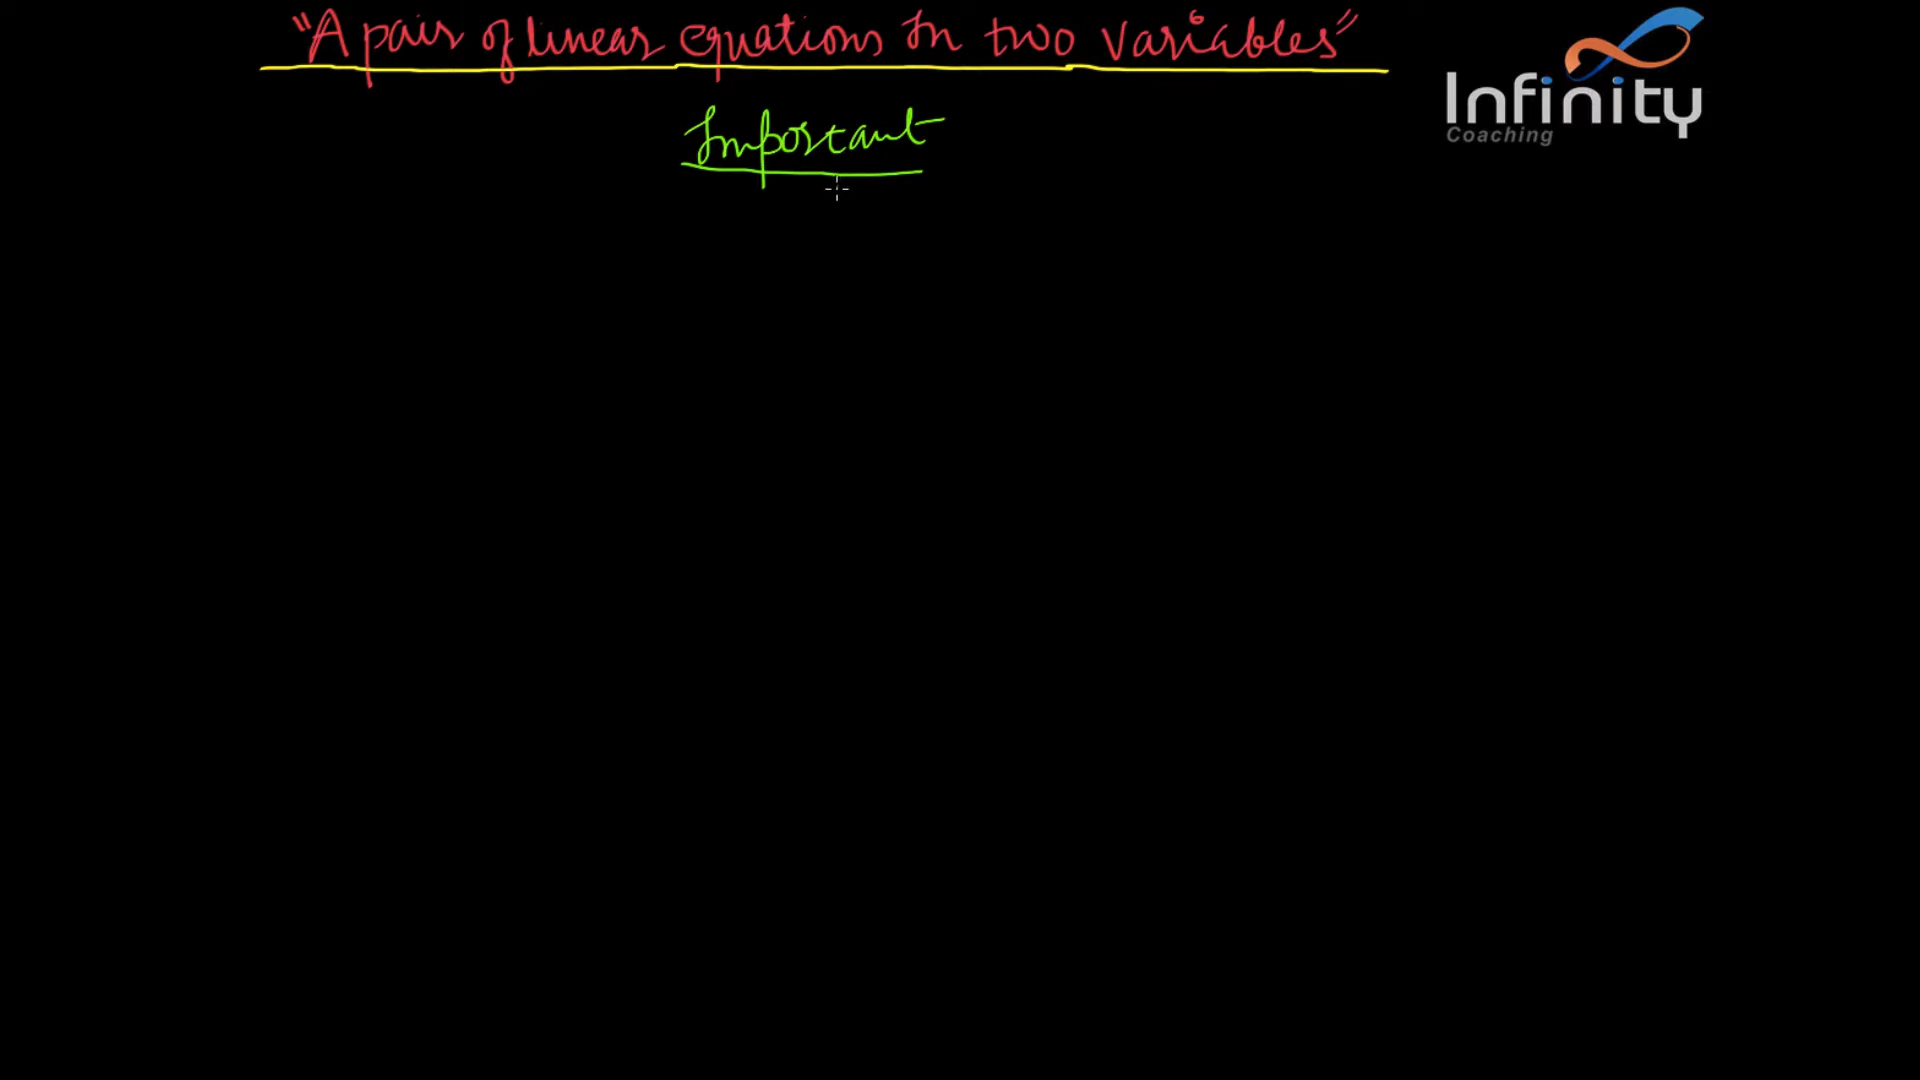 "A pair of linear equations In two variables"
Important
Infinity
Coaching